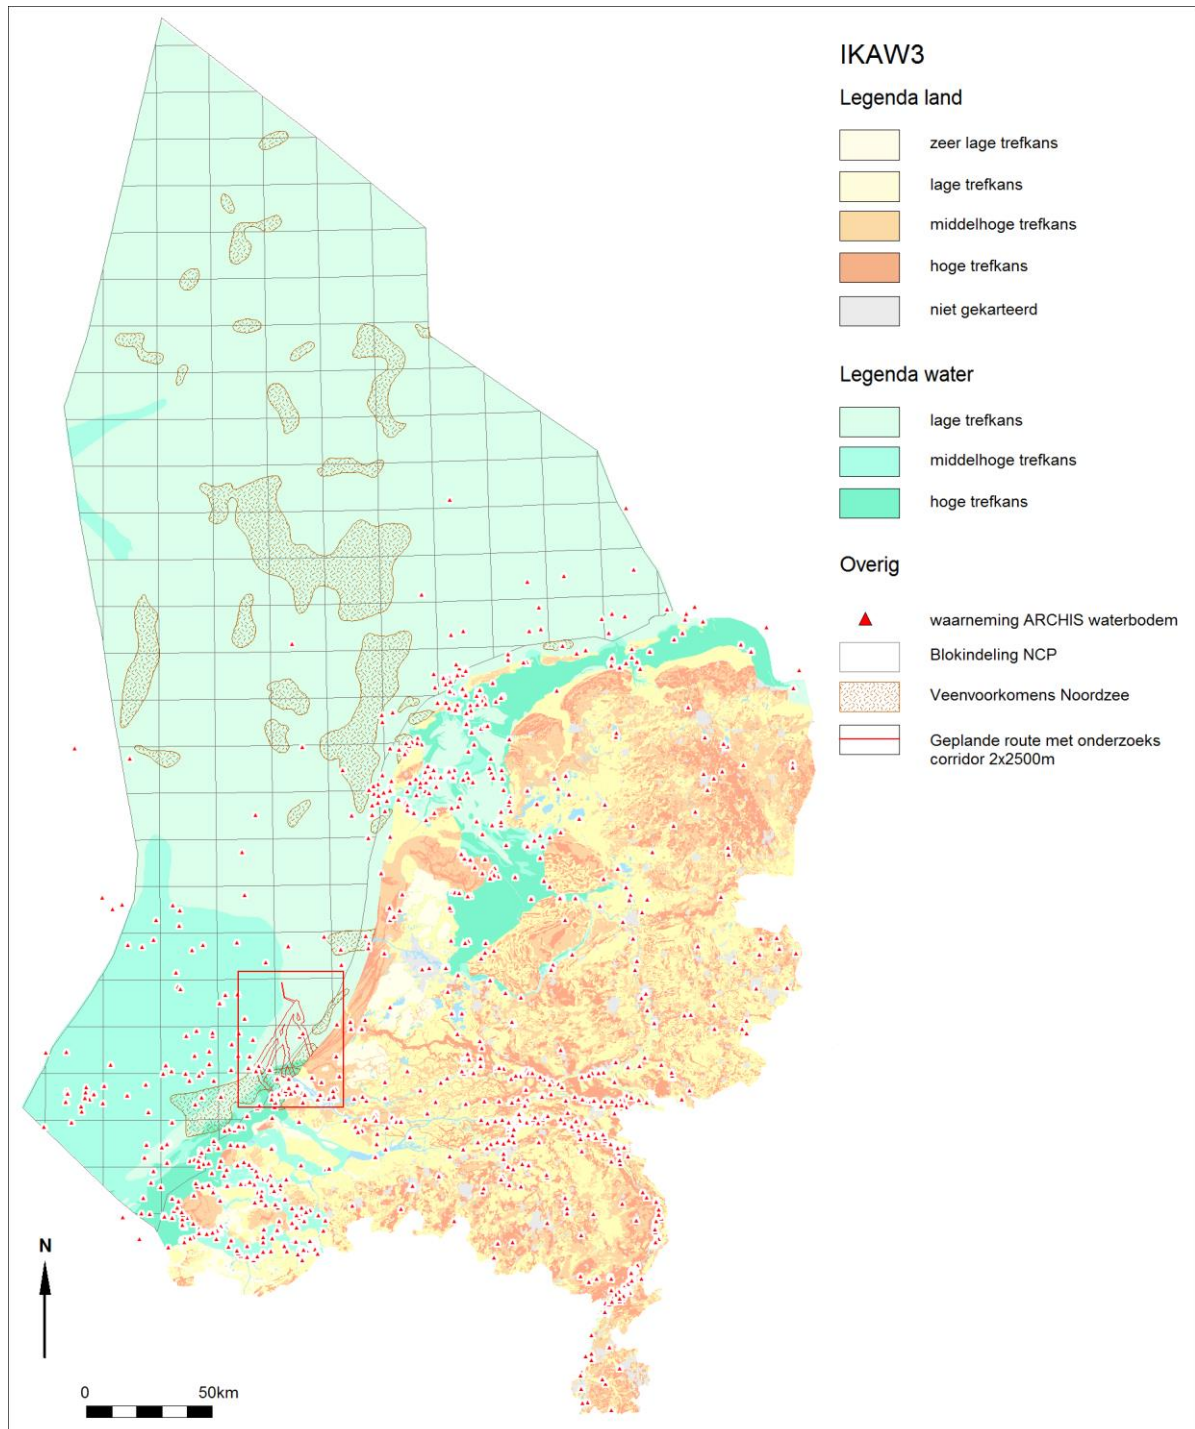 IKAW3
Legenda land
zeer lage trefkans
lage trefkans
middelhoge trefkans
hoge trefkans
niet gekarteerd
Legenda water
lage trefkans
middelhoge trefkans
hoge trefkans
Overig
waarneming ARCHIS waterbodem
Blokindeling NCP
Veenvoorkomens Noordzee
Geplande route met onderzoeks
corridor 2x2500m
N
0 50km